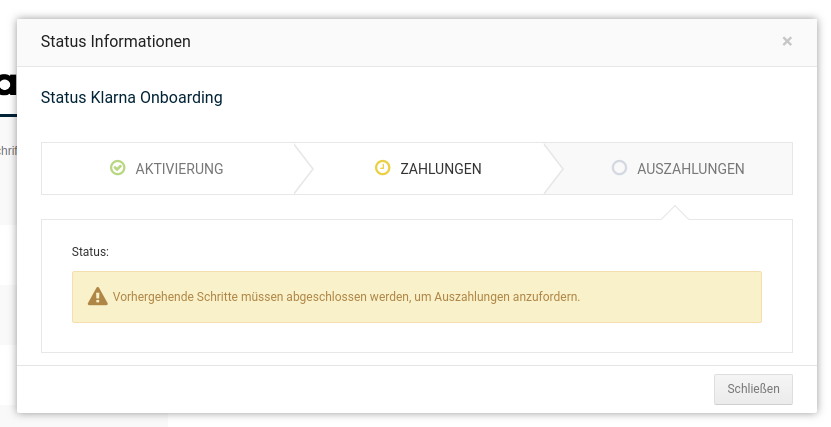 Status Informationen
×
Status Klarna Onboarding
AKTIVIERUNG
ZAHLUNGEN
AUSZAHLUNGEN
Status:
Vorhergehende Schritte müssen abgeschlossen werden, um Auszahlungen anzufordern.
Schließen